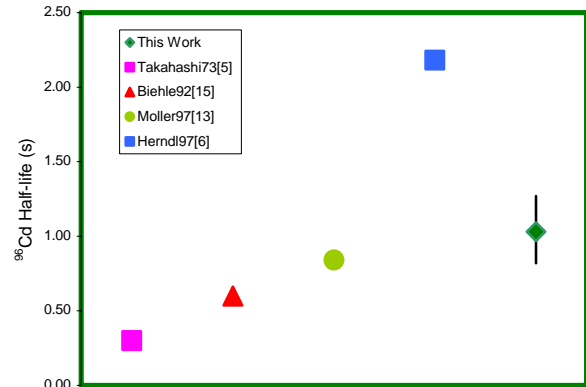 2.50
2.00
1.50
1.00
0.50
0.00
⁹⁶Cd Half-life (s)
This Work
Takahashi73[5]
Biehle92[15]
Moller97[13]
Herndl97[6]